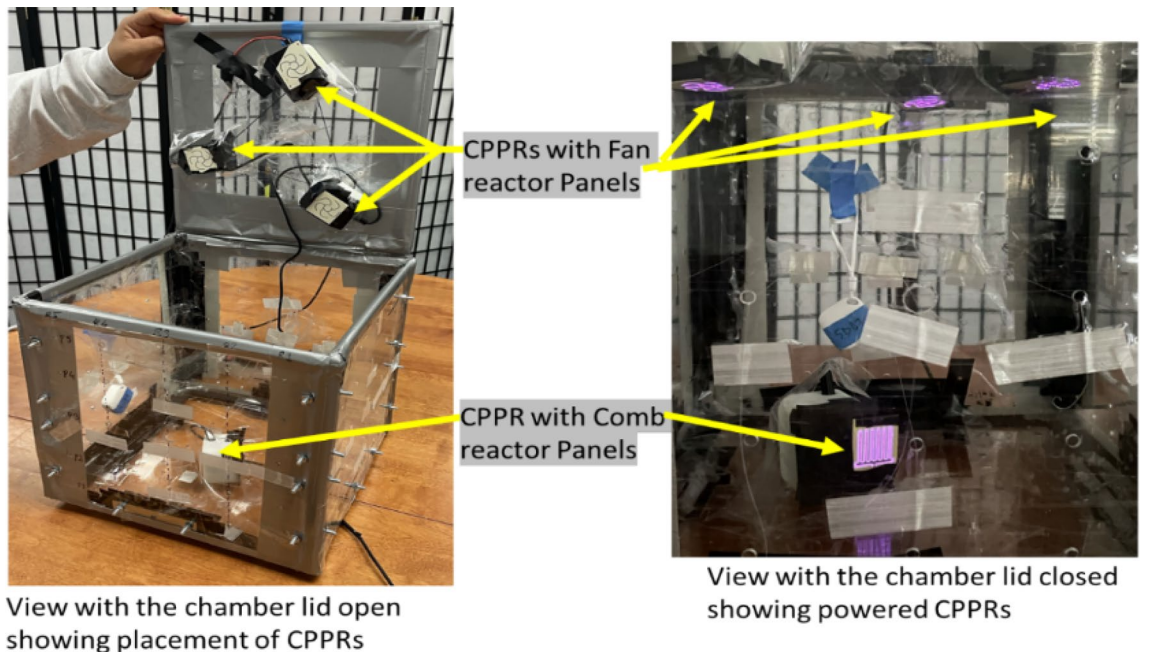 CPPRs with Fan
reactor Panels
CPPR with Comb
reactor Panels
View with the chamber lid open
showing placement of CPPRs
View with the chamber lid closed
showing powered CPPRs